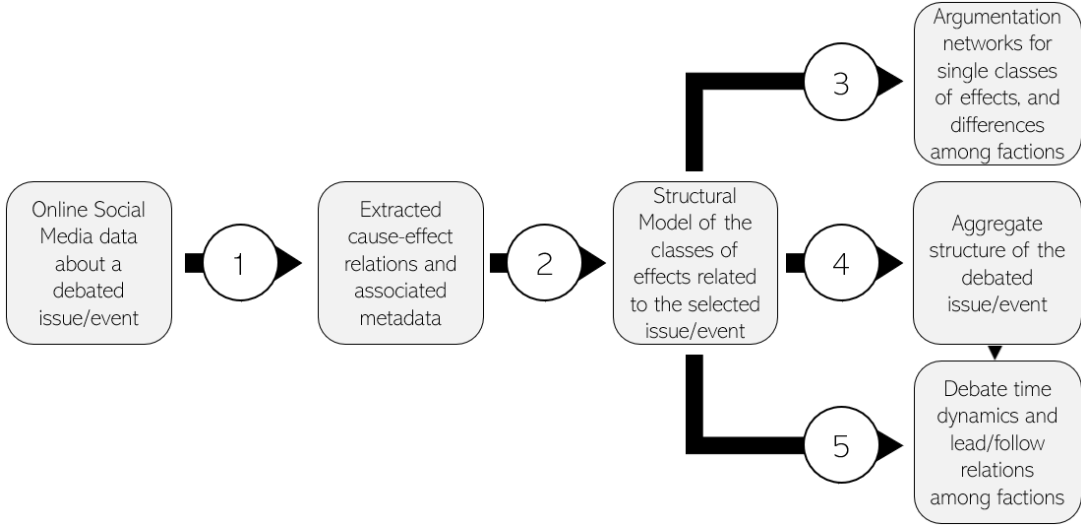 Online Social
Media data
about a
debated
issue/event
1
Extracted
cause-effect
relations and
associated
metadata
2
Structural
Model of the
classes of
effects related
to the selected
issue/event
3
Argumentation
networks for
single classes
of effects, and
differences
among factions
4
Aggregate
structure of the
debated
issue/event
5
Debate time
dynamics and
lead/follow
relations
among factions